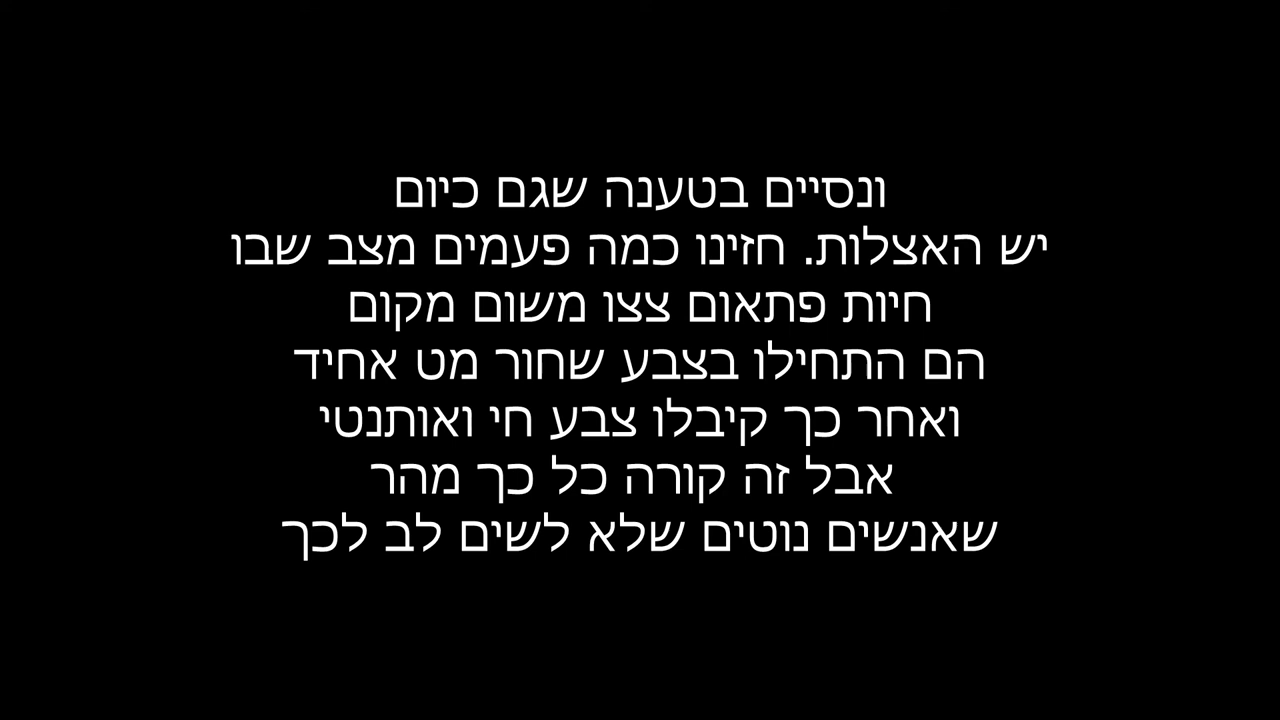 ונסיים בטענה שגם כיום
יש האצלות. חזינו כמה פעמים מצב שבו
חיות פתאום צצו משום מקום
הם התחילו בצבע שחור מט אחיד
ואחר כך קיבלו צבע חי ואותנטי
אבל זה קורה כל כך מהר
שאנשים נוטים שלא לשים לב לכך